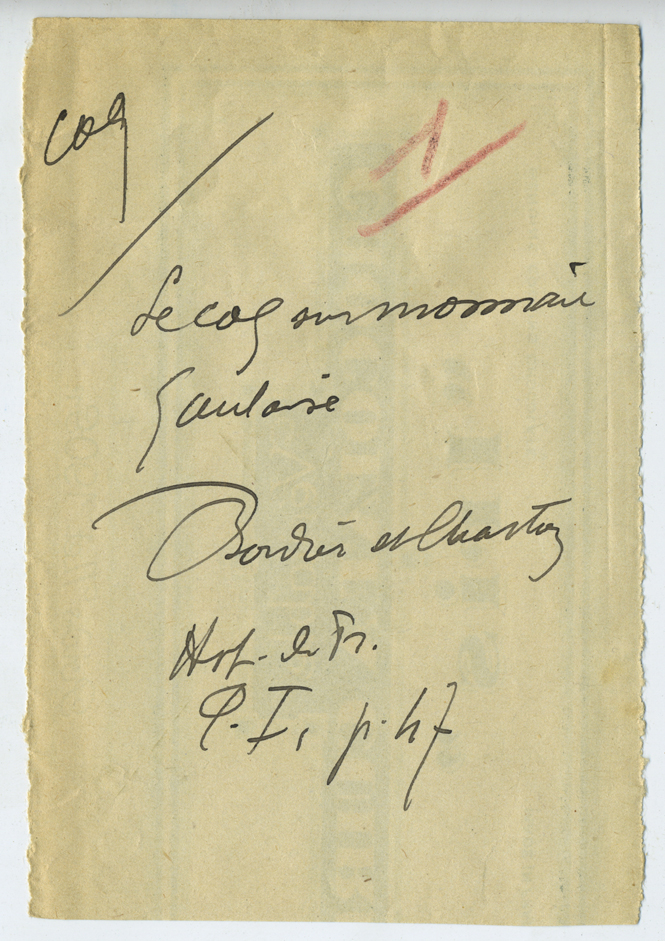 coq
1
Le coq sur monnaie
Gauloise
Bordier et Charton
Hist. de Fr.
t. I, p. 47